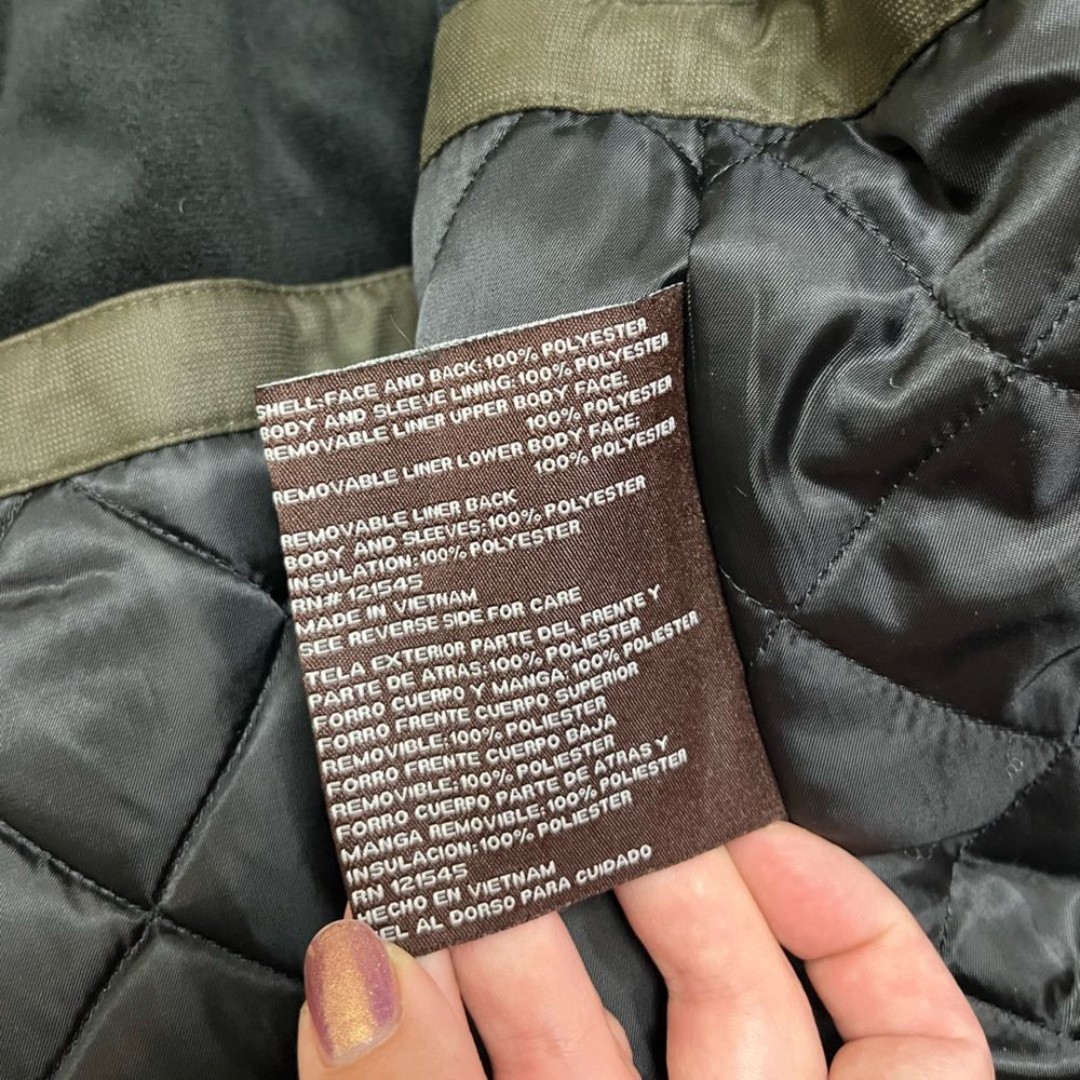 SHELL-FACE AND BACK:100% POLYESTER
BODY AND SLEEVE LINING:100% POLYESTER
REMOVABLE LINER UPPER BODY FACE:
100% POLYESTER
REMOVABLE LINER LOWER BODY FACE:
100% POLYESTER
REMOVABLE LINER BACK
BODY AND SLEEVES:100% POLYESTER
INSULATION:100% POLYESTER
RN# 121545
MADE IN VIETNAM
SEE REVERSE SIDE FOR CARE
TELA EXTERIOR PARTE DEL FRENTE Y
PARTE DE ATRAS:100% POLIESTER
FORRO CUERPO Y MANGA:100% POLIESTER
FORRO FRENTE CUERPO SUPERIOR
REMOVIBLE:100% POLIESTER
FORRO FRENTE CUERPO BAJA
REMOVIBLE:100% POLIESTER
FORRO CUERPO PARTE DE ATRAS Y
MANGA REMOVIBLE:100% POLIESTER
INSULACION:100% POLIESTER
RN 121545
HECHO EN VIETNAM
EL AL DORSO PARA CUIDADO